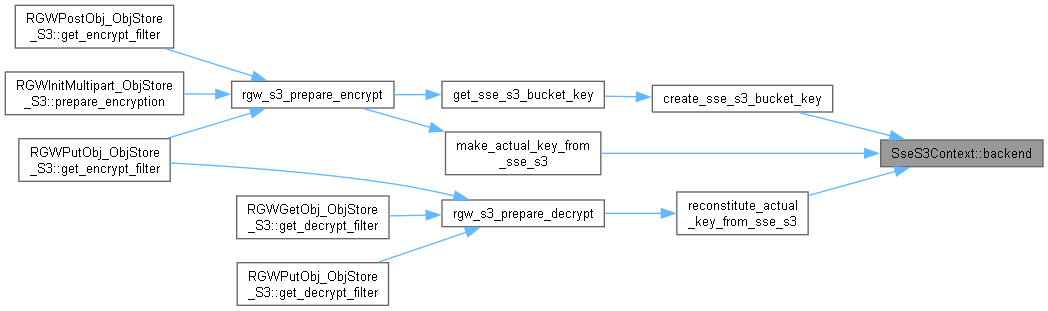 RGWPostObj_ObjStore
_S3::get_encrypt_filter
RGWInitMultipart_ObjStore
_S3::prepare_encryption
RGWPutObj_ObjStore
_S3::get_encrypt_filter
rgw_s3_prepare_encrypt
get_sse_s3_bucket_key
create_sse_s3_bucket_key
make_actual_key_from
_sse_s3
SseS3Context::backend
RGWGetObj_ObjStore
_S3::get_decrypt_filter
rgw_s3_prepare_decrypt
reconstitute_actual
_key_from_sse_s3
RGWPutObj_ObjStore
_S3::get_decrypt_filter